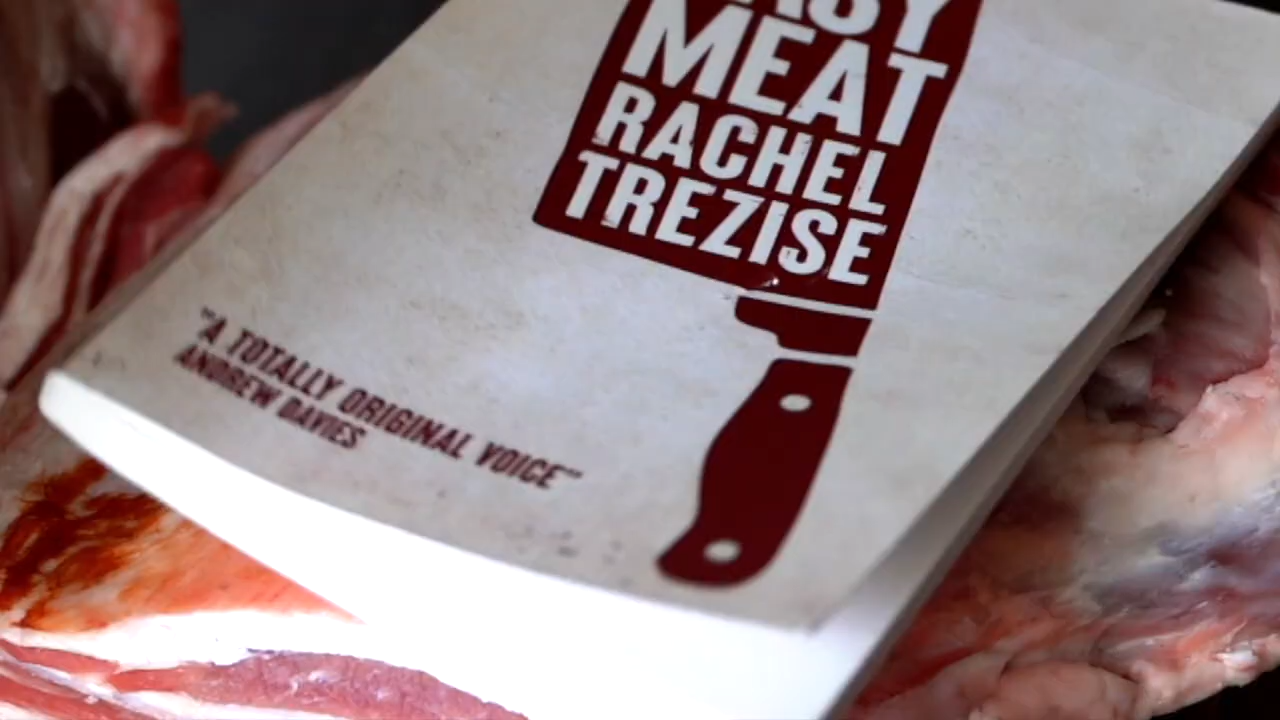 MEAT
RACHEL
TREZISE
"A TOTALLY ORIGINAL VOICE"
ANDREW DAVIES